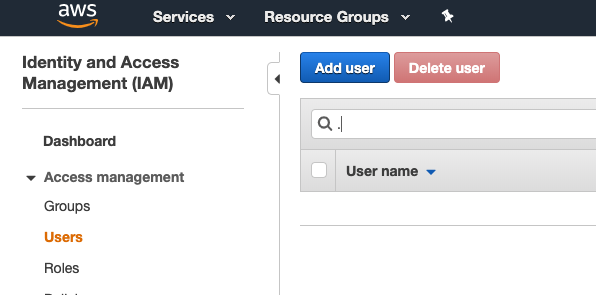 aws
Services
Resource Groups
Identity and Access
Management (IAM)
Add user
Delete user
.
Dashboard
User name
Access management
Groups
Users
Roles